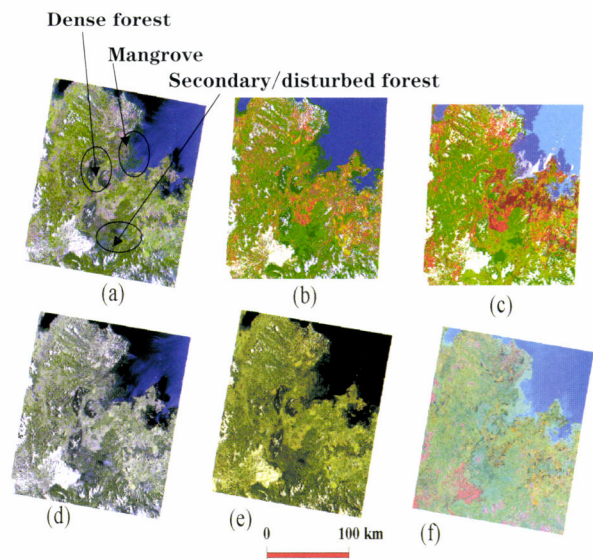 Dense forest
Mangrove
Secondary/disturbed forest
(a)
(b)
(c)
(d)
(e)
(f)
0 100 km